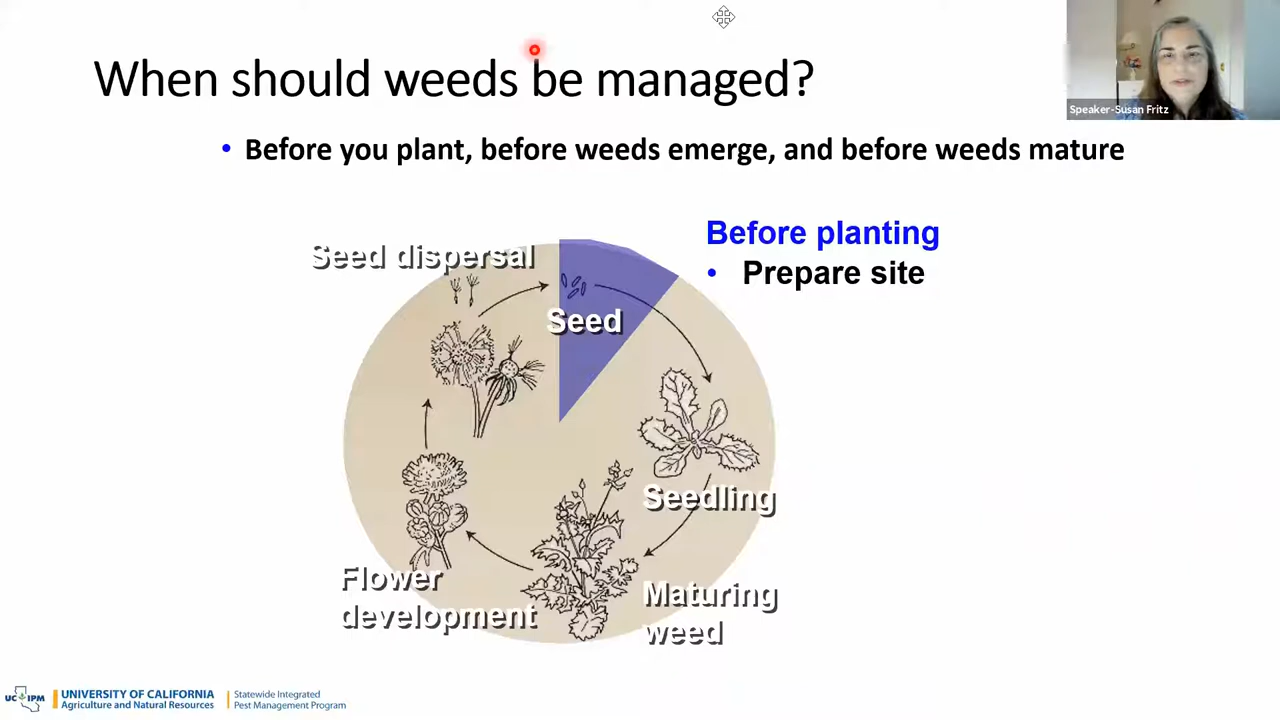 When should weeds be managed?
Speaker-Susan Fritz
• Before you plant, before weeds emerge, and before weeds mature
Before planting
• Prepare site
Seed dispersal
Seed
Seedling
Maturing
weed
Flower
development
UC IPM
UNIVERSITY OF CALIFORNIA
Agriculture and Natural Resources
Statewide Integrated
Pest Management Program